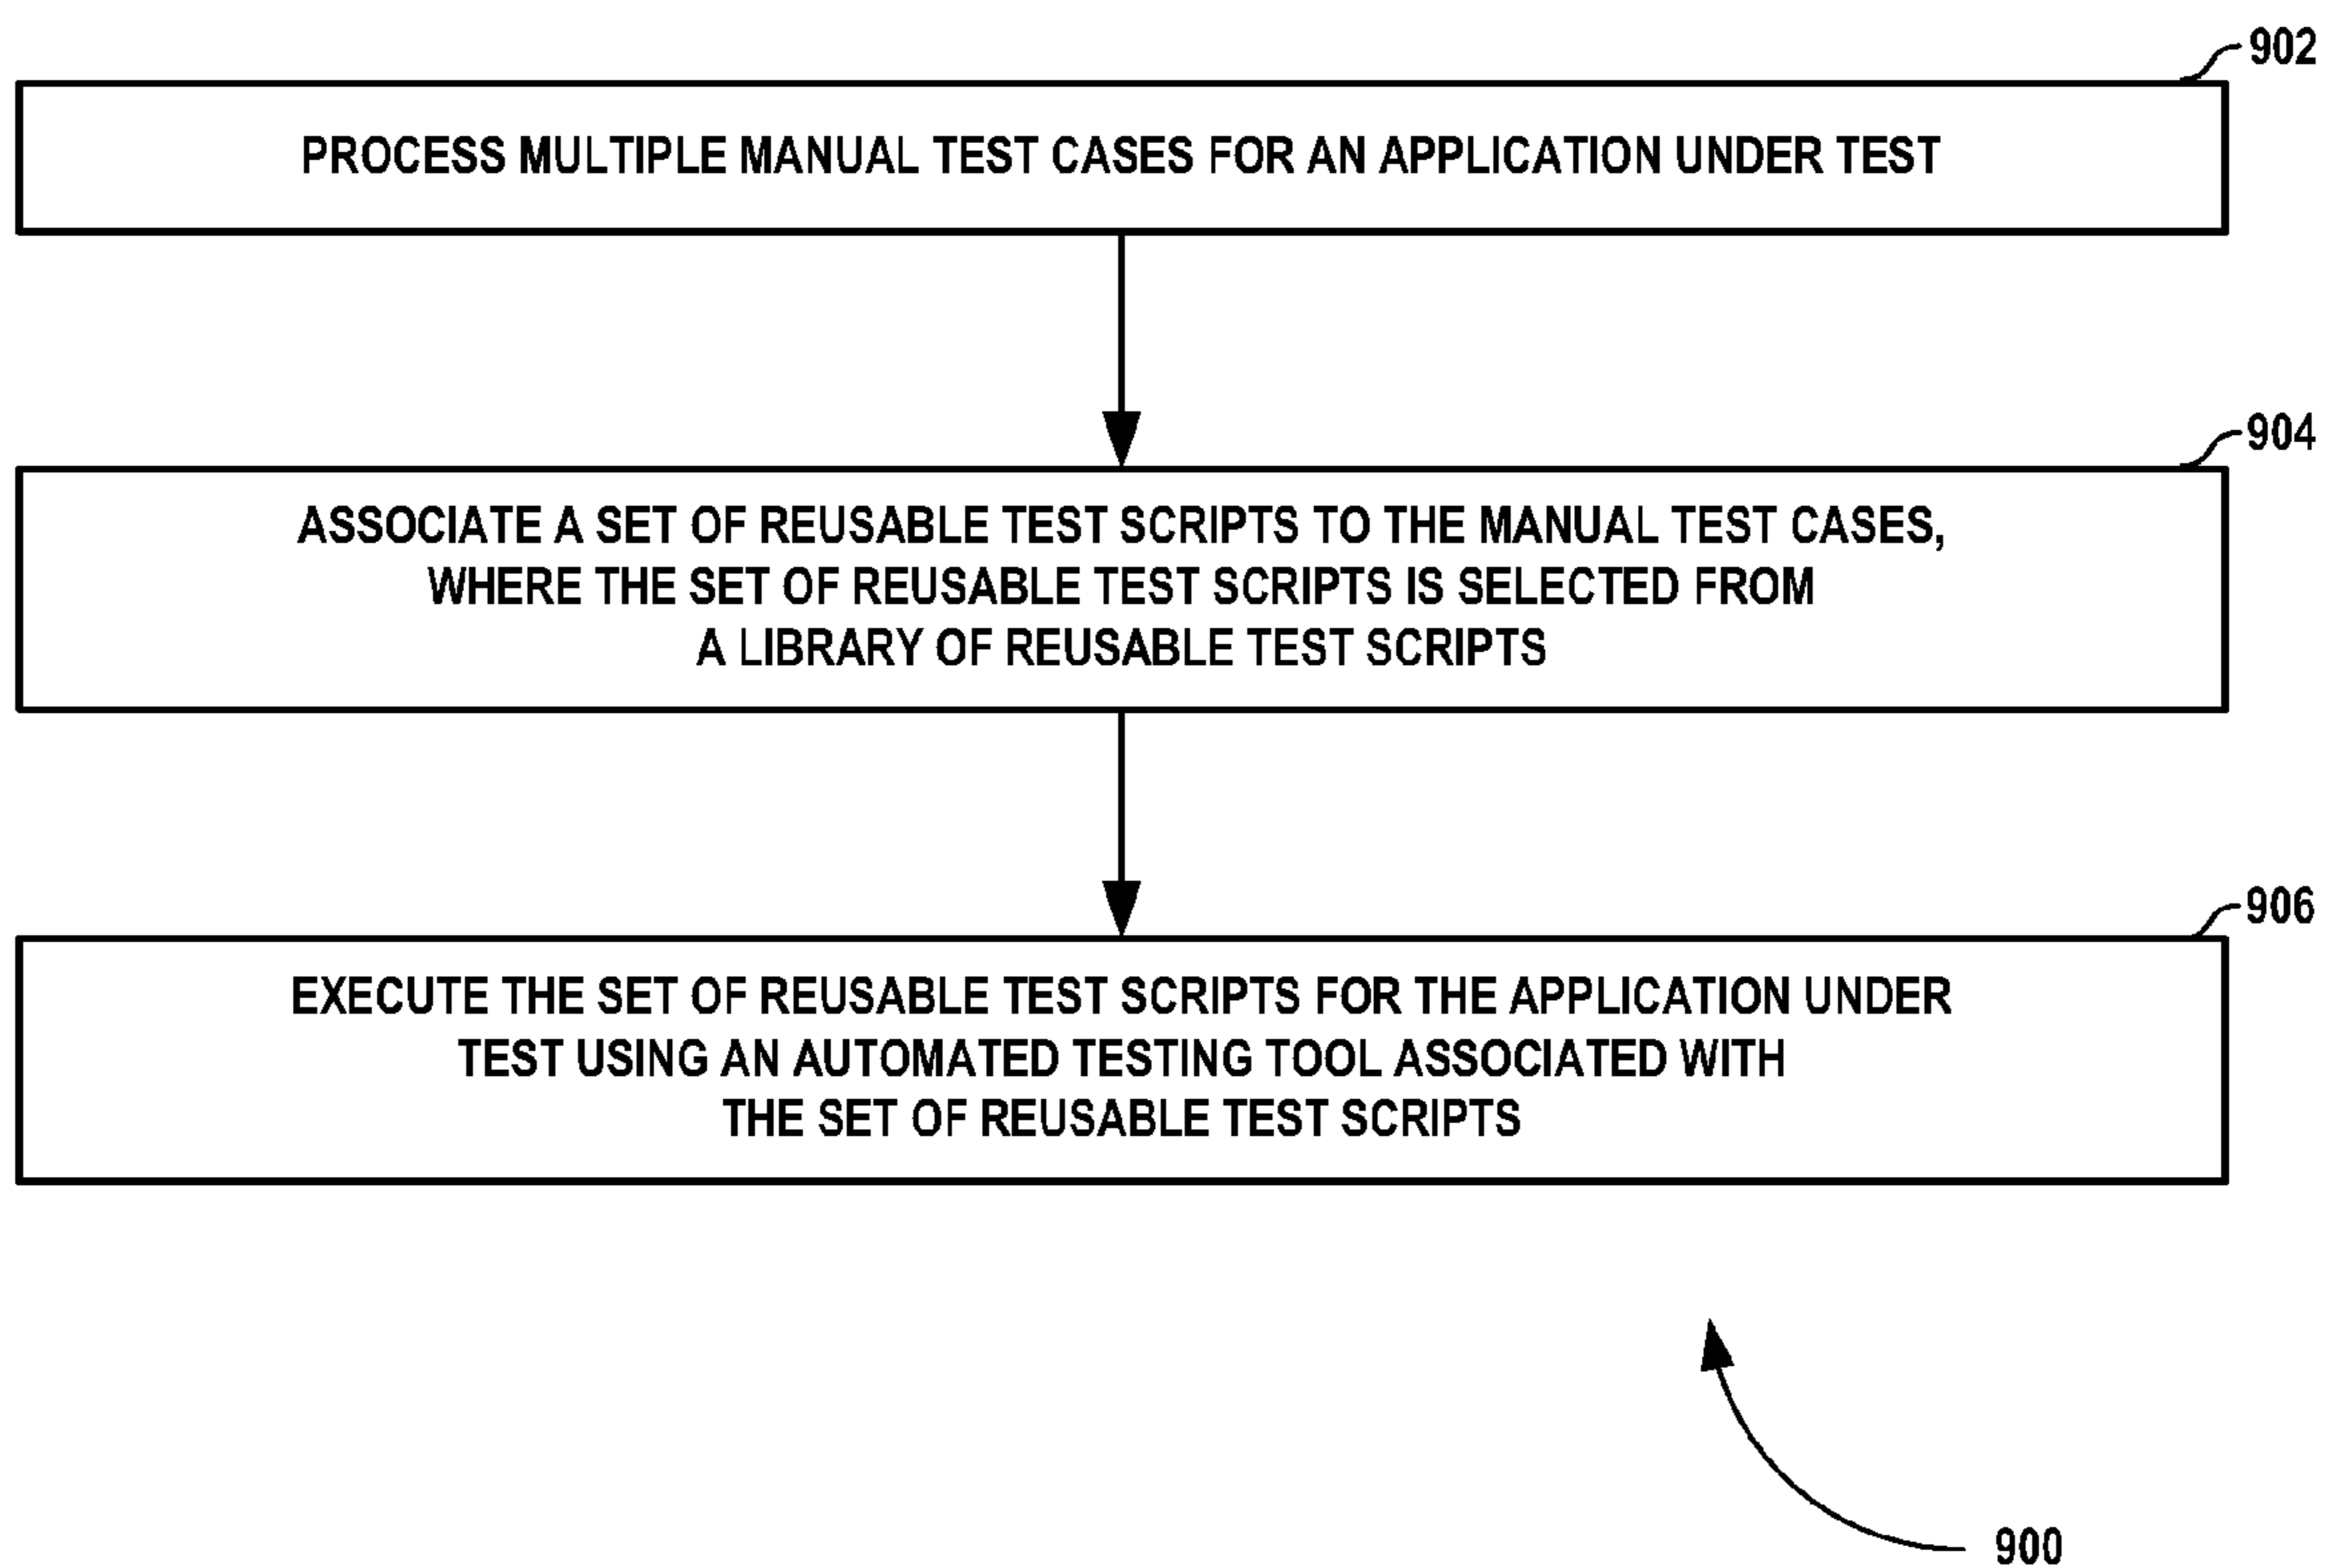 902
PROCESS MULTIPLE MANUAL TEST CASES FOR AN APPLICATION UNDER TEST
904
ASSOCIATE A SET OF REUSABLE TEST SCRIPTS TO THE MANUAL TEST CASES,
WHERE THE SET OF REUSABLE TEST SCRIPTS IS SELECTED FROM
A LIBRARY OF REUSABLE TEST SCRIPTS
906
EXECUTE THE SET OF REUSABLE TEST SCRIPTS FOR THE APPLICATION UNDER
TEST USING AN AUTOMATED TESTING TOOL ASSOCIATED WITH
THE SET OF REUSABLE TEST SCRIPTS
900